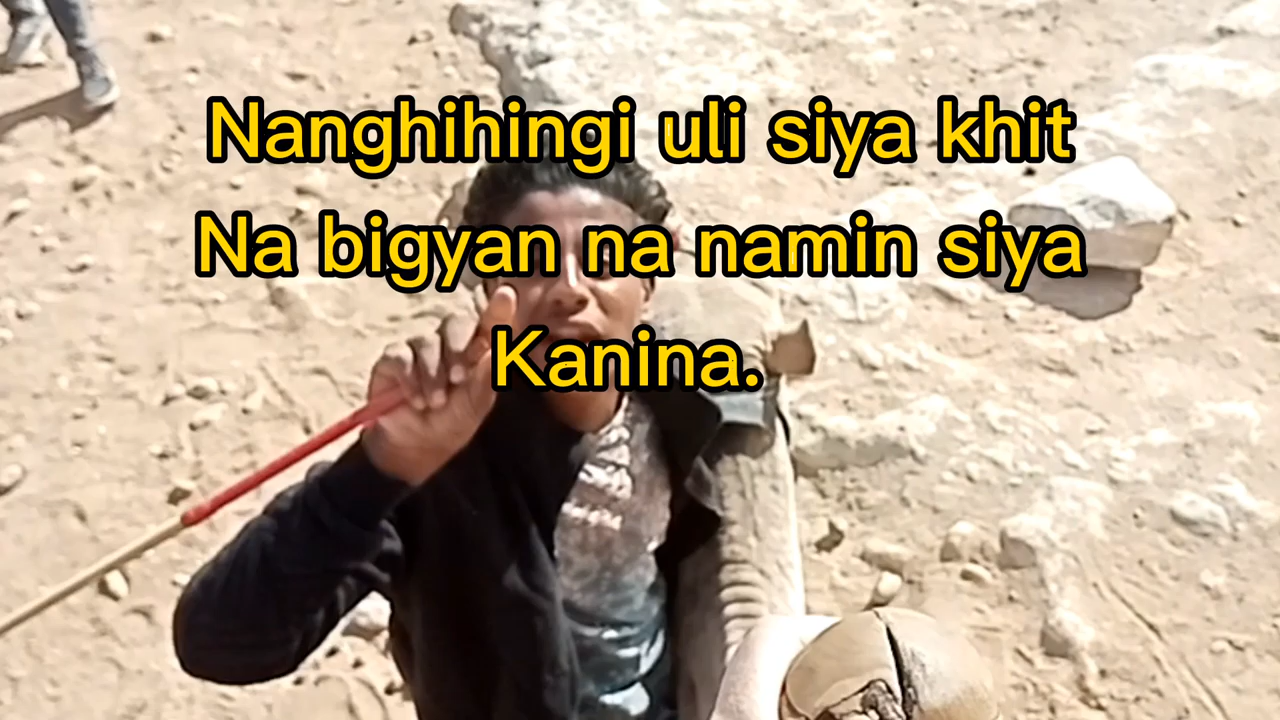 Nanghihingi uli siya khit
Na bigyan na namin siya
Kanina.